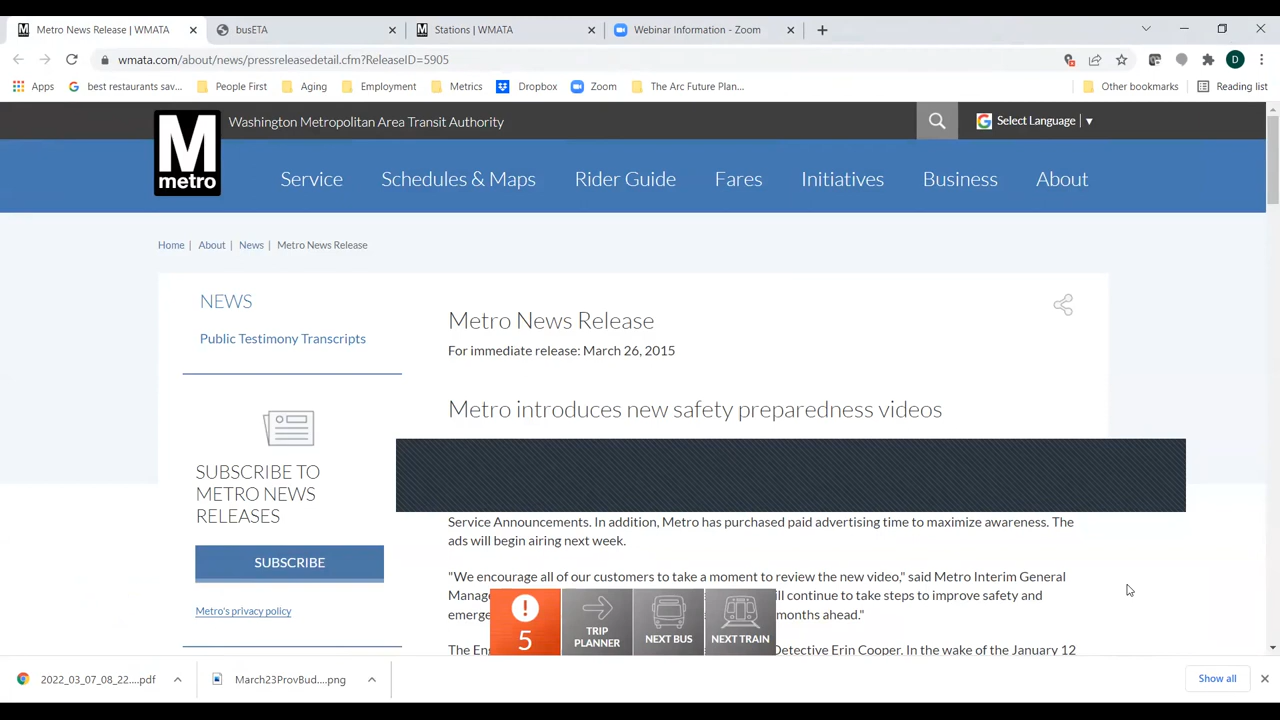 Metro News Release | WMATA
busETA
Stations | WMATA
Webinar Information - Zoom
D
wmata.com/about/news/pressreleasedetail.cfm?ReleaseID=5905
Apps
best restaurants sav...
People First
Aging
Employment
Metrics
Dropbox
Zoom
The Arc Future Plan...
Other bookmarks
Reading list
M
metro
Washington Metropolitan Area Transit Authority
G Select Language | ▼
Service
Schedules & Maps
Rider Guide
Fares
Initiatives
Business
About
Home | About | News | Metro News Release
NEWS
Public Testimony Transcripts
SUBSCRIBE TO
METRO NEWS
RELEASES
SUBSCRIBE
Metro's privacy policy
Metro News Release
For immediate release: March 26, 2015
Metro introduces new safety preparedness videos
Service Announcements. In addition, Metro has purchased paid advertising time to maximize awareness. The
ads will begin airing next week.
"We encourage all of our customers to take a moment to review the new video," said Metro Interim General
ll continue to take steps to improve safety and
months ahead."
Detective Erin Cooper. In the wake of the January 12
5
TRIP
PLANNER
NEXT BUS
NEXT TRAIN
2022_03_07_08_22....pdf
March23ProvBud....png
Show all